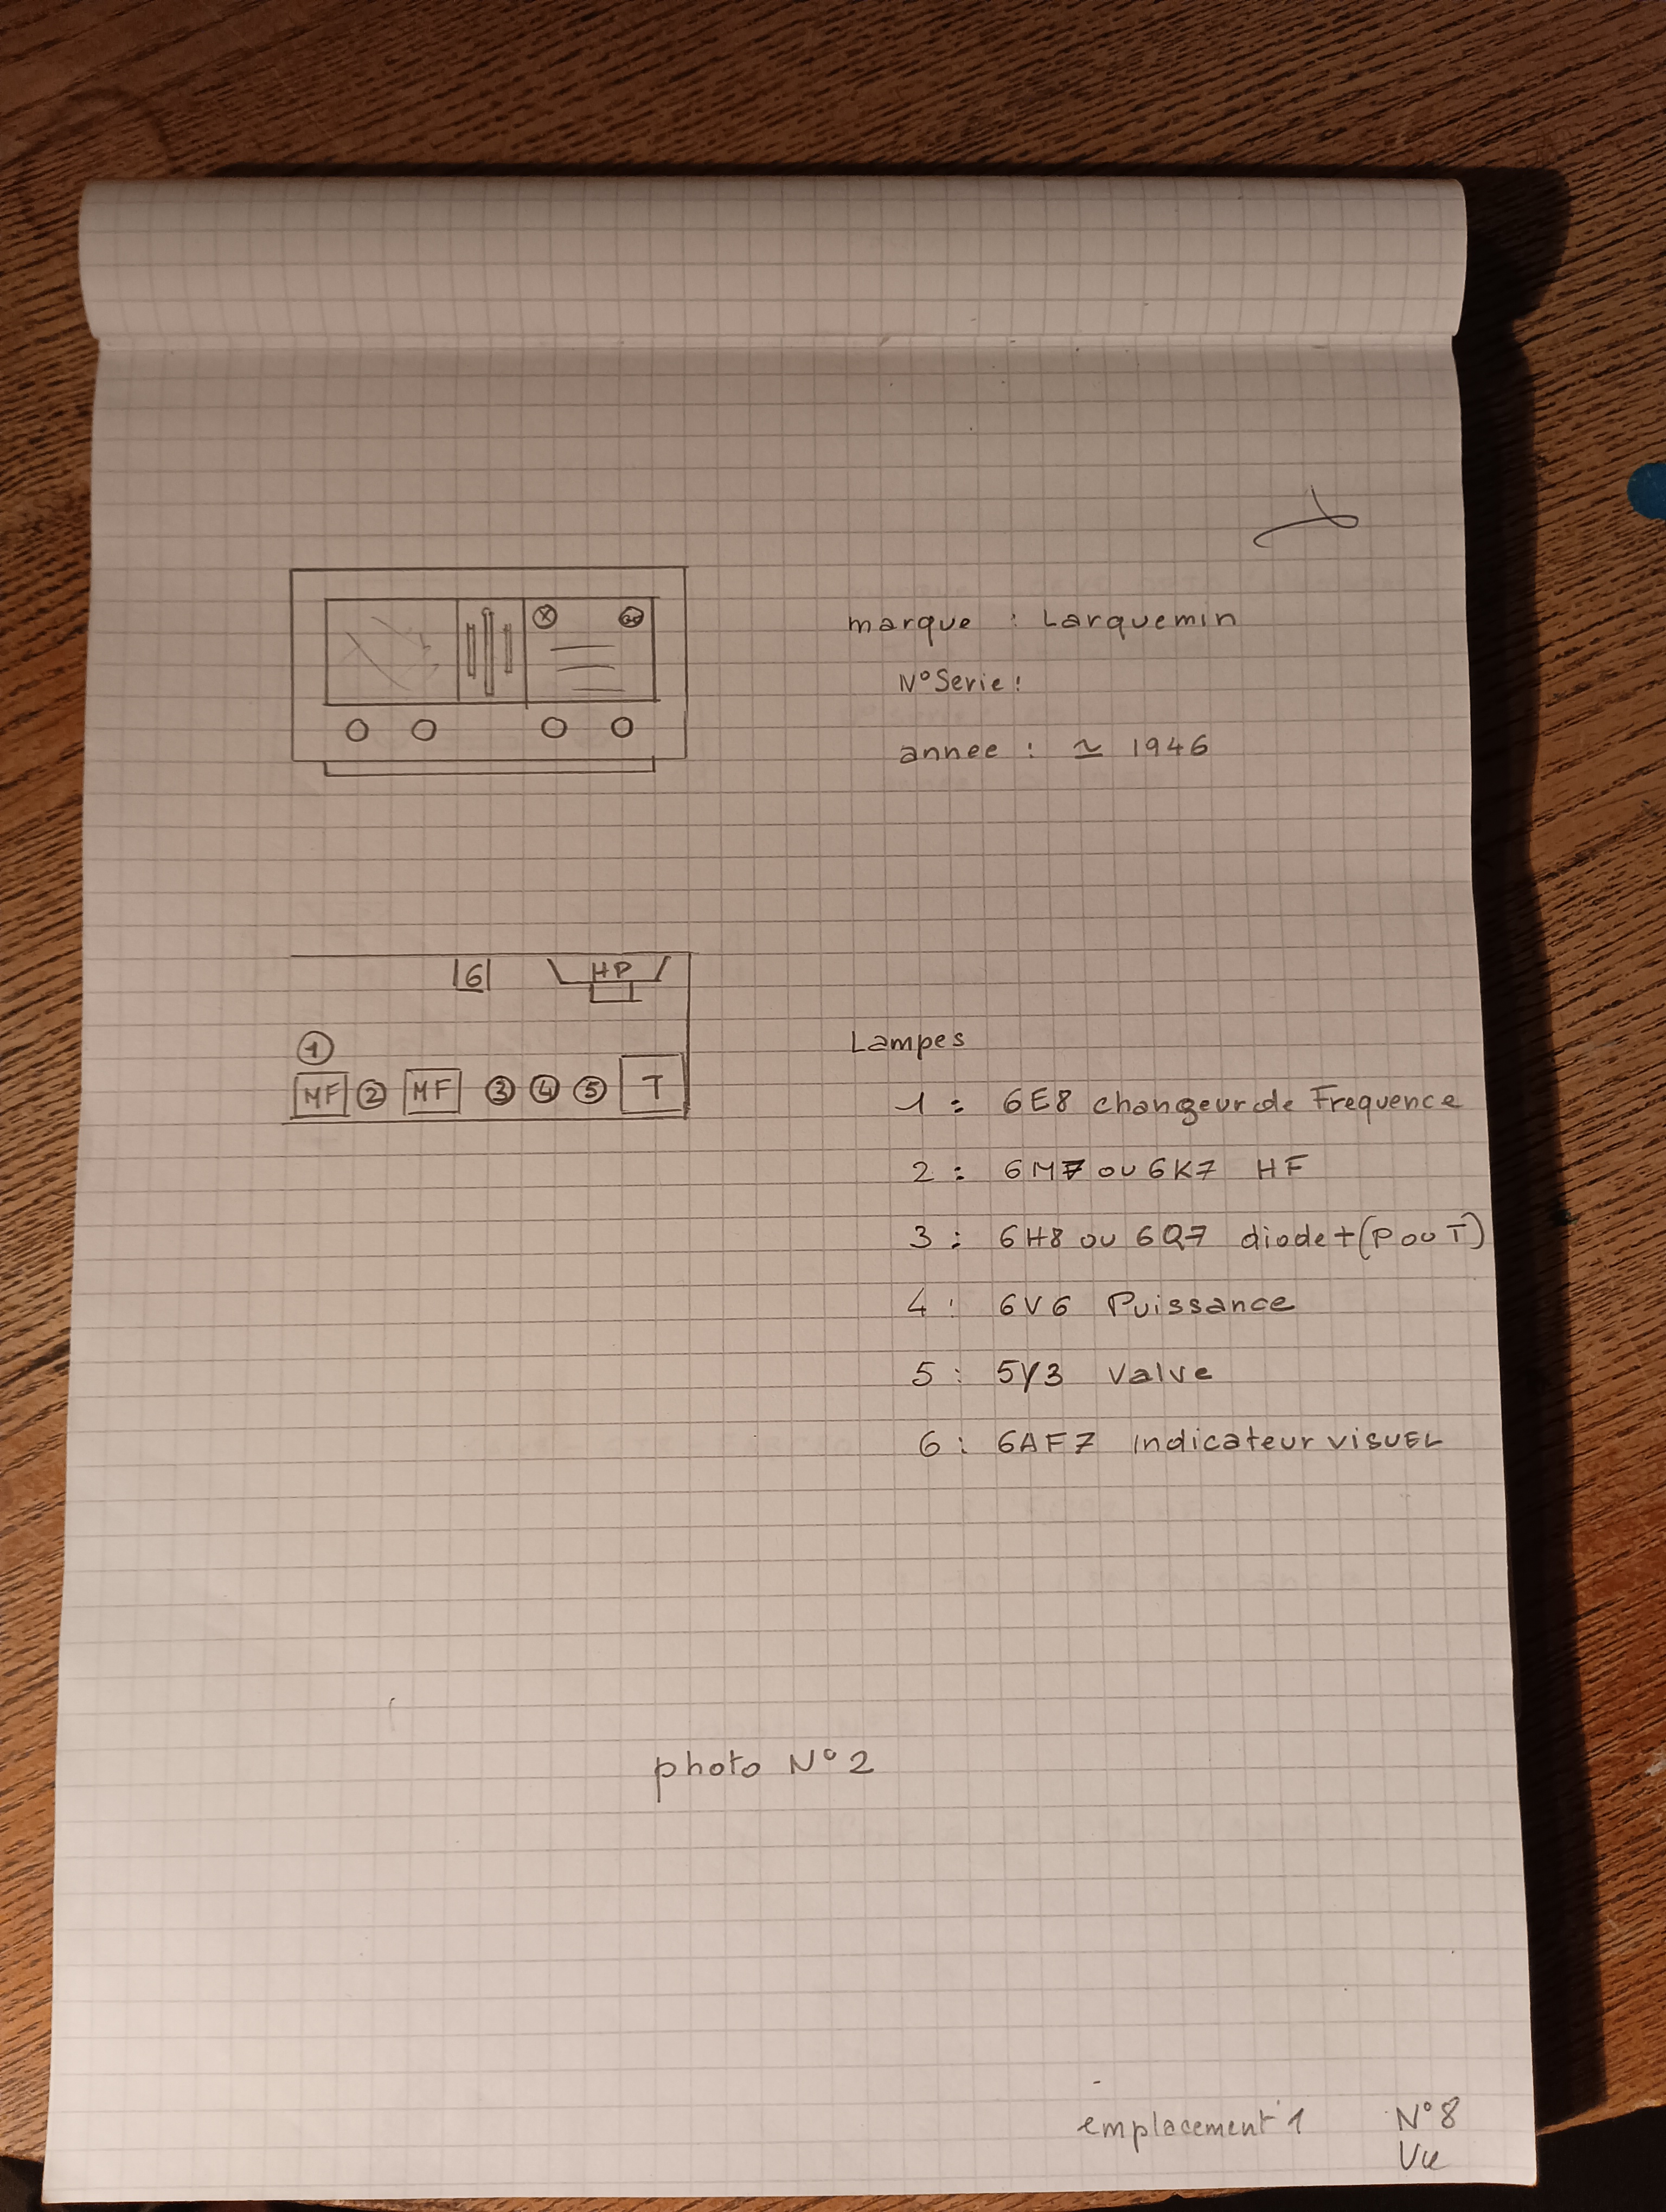 marque : Larquemin
N° Serie :
annee : ≃ 1946
6 HP
1
MF 2 MF 3 4 5 T
Lampes
1 : 6E8 changeur de Frequence
2 : 6M7 ou 6K7 HF
3 : 6H8 ou 6Q7 diode + (P ou T)
4 : 6V6 Puissance
5 : 5Y3 Valve
6 : 6AF7 indicateur visuEL
photo N° 2
emplacement 1 N° 8
Vu